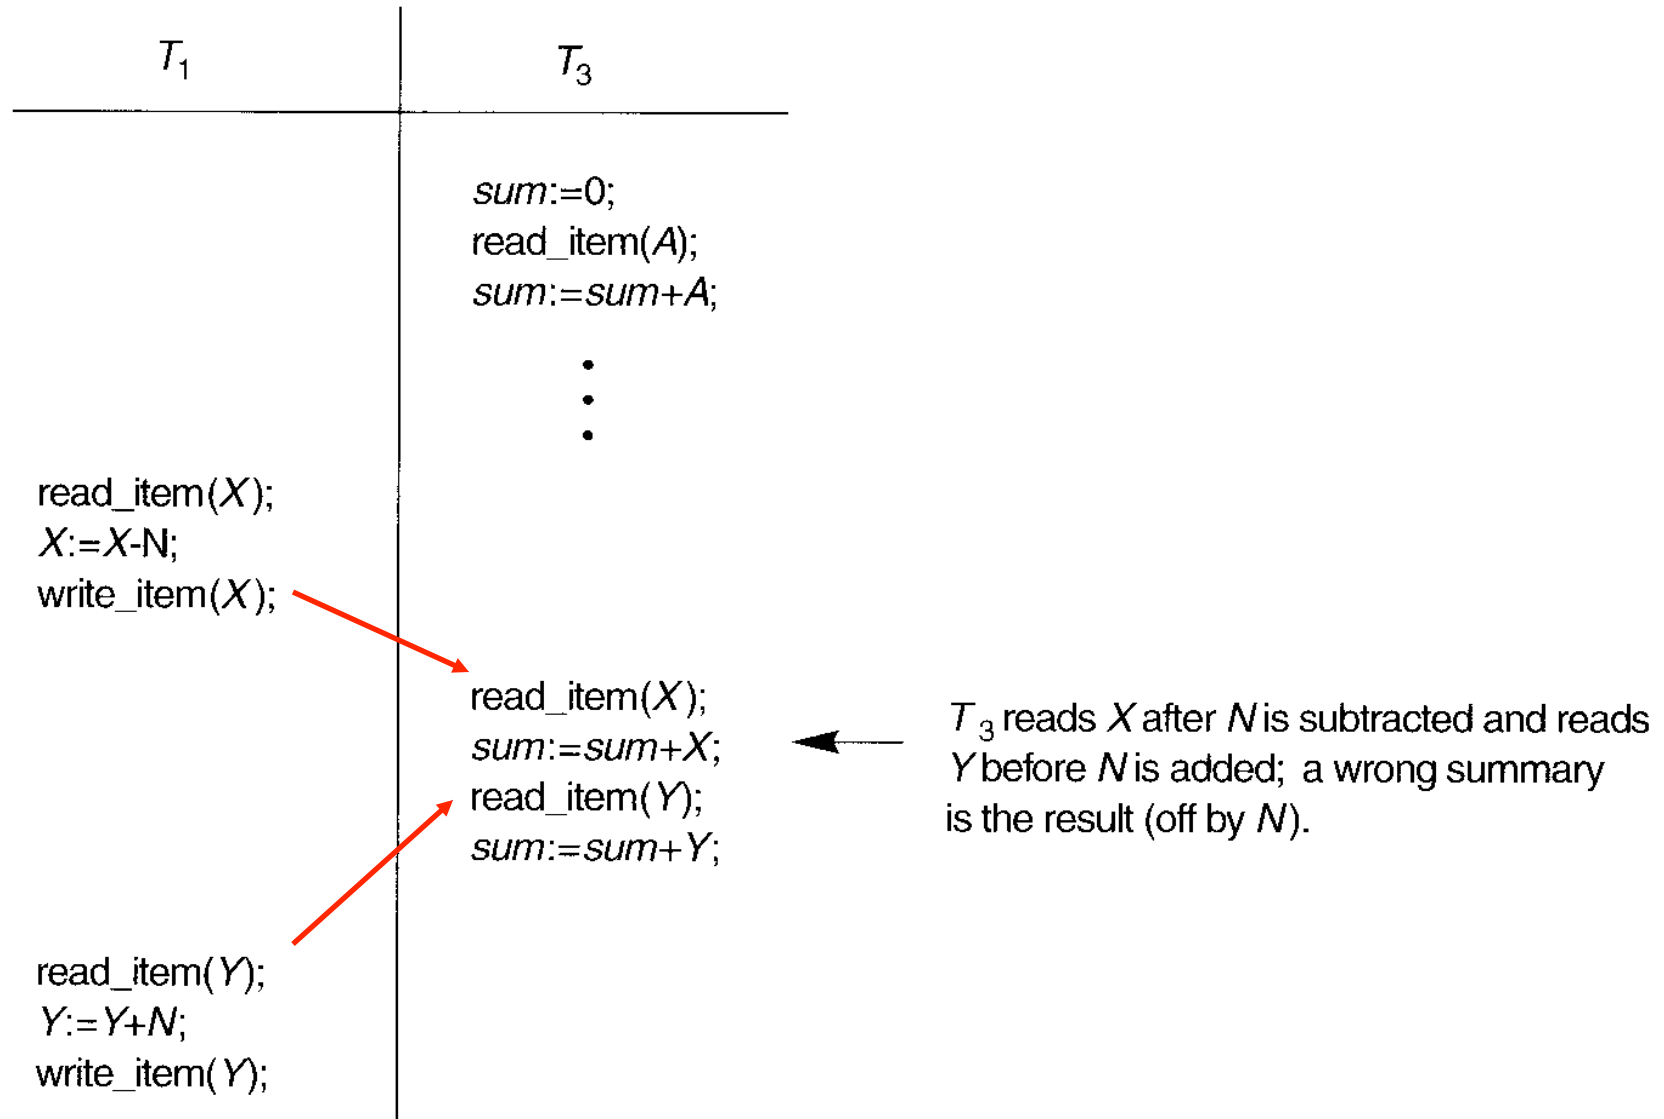 T1 T3
sum:=0;
read_item(A);
sum:=sum+A;
read_item(X);
X:=X-N;
write_item(X);
read_item(X);
sum:=sum+X;
read_item(Y);
sum:=sum+Y;
T3 reads X after N is subtracted and reads
Y before N is added; a wrong summary
is the result (off by N).
read_item(Y);
Y:=Y+N;
write_item(Y);